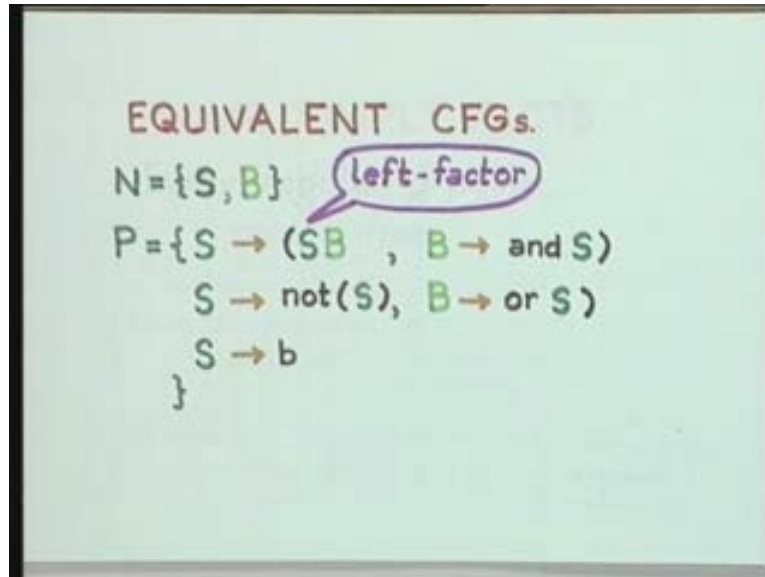 EQUIVALENT CFGs.
N={S,B} left-factor
P={S → (SB , B → and S)
S → not(S), B → or S)
S → b
}